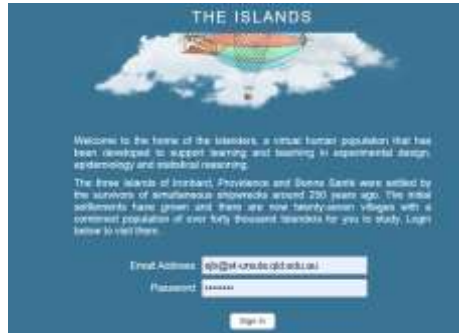 THE ISLANDS
Welcome to the home of the Islanders, a virtual human population that has
been developed to support learning and teaching in experimental design,
epidemiology and statistical reasoning.
The three islands of Ironbard, Providence and Bonne Santé were settled by
the survivors of simultaneous shipwrecks around 250 years ago. The initial
settlements have grown and there are now twenty-seven villages with a
combined population of over forty thousand Islanders for you to study. Login
below to visit them.
Email Address
Password ••••••••
Sign In